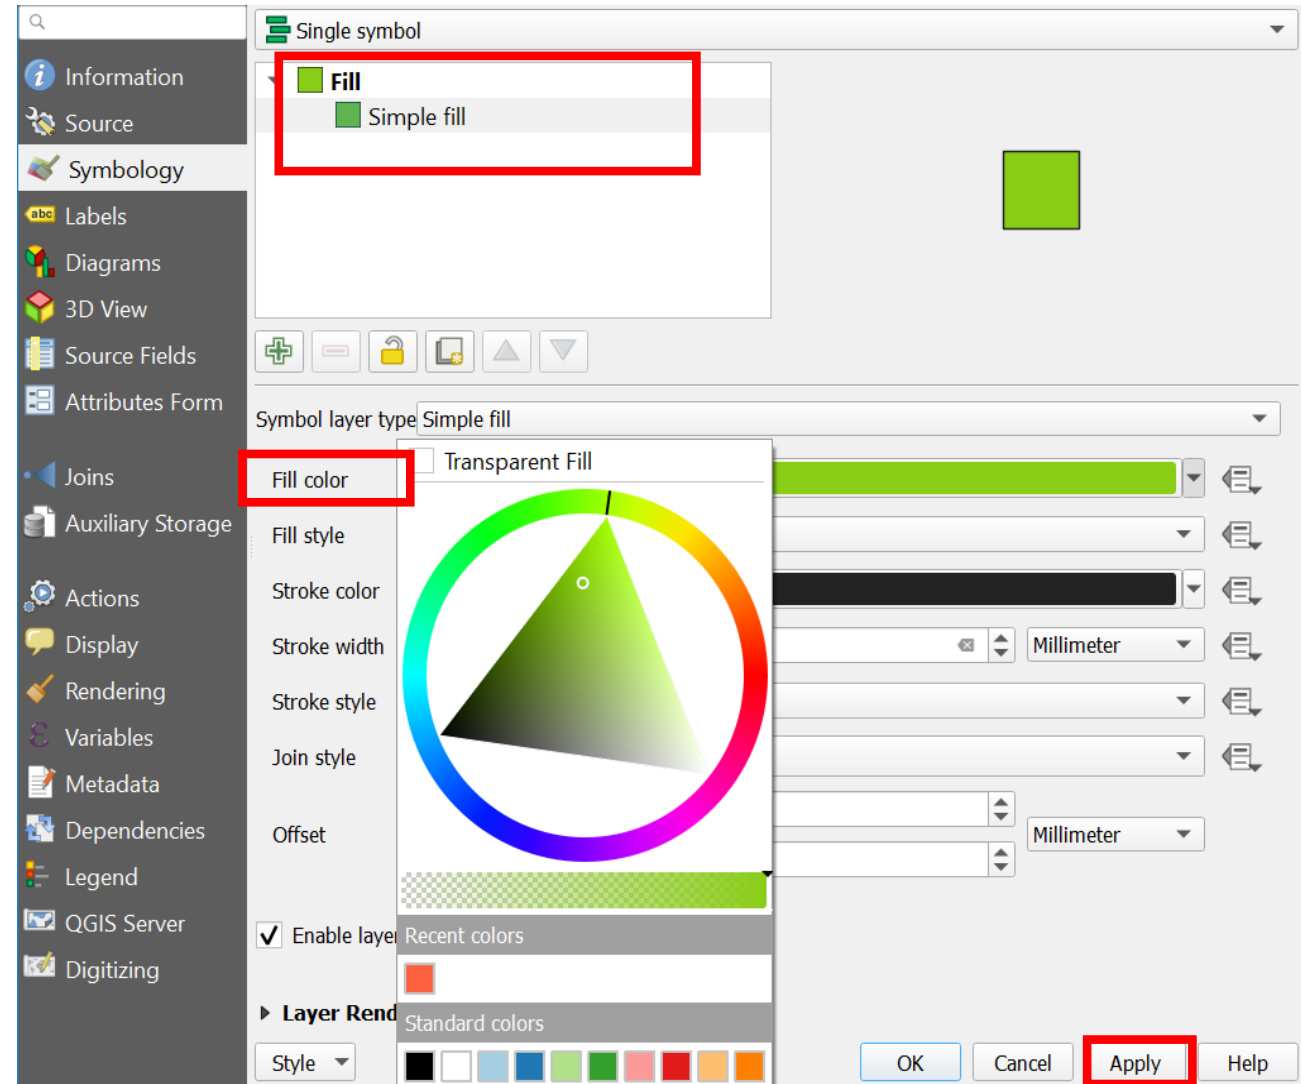 Single symbol
Information
Source
Symbology
Labels
Diagrams
3D View
Source Fields
Attributes Form
Joins
Auxiliary Storage
Actions
Display
Rendering
Variables
Metadata
Dependencies
Legend
QGIS Server
Digitizing
abc
Fill
Simple fill
Symbol layer type Simple fill
Transparent Fill
Fill color
Fill style
Stroke color
Stroke width
Millimeter
Stroke style
Join style
Offset
Millimeter
Enable layer
Recent colors
Layer Rend
Standard colors
Style
OK
Cancel
Apply
Help